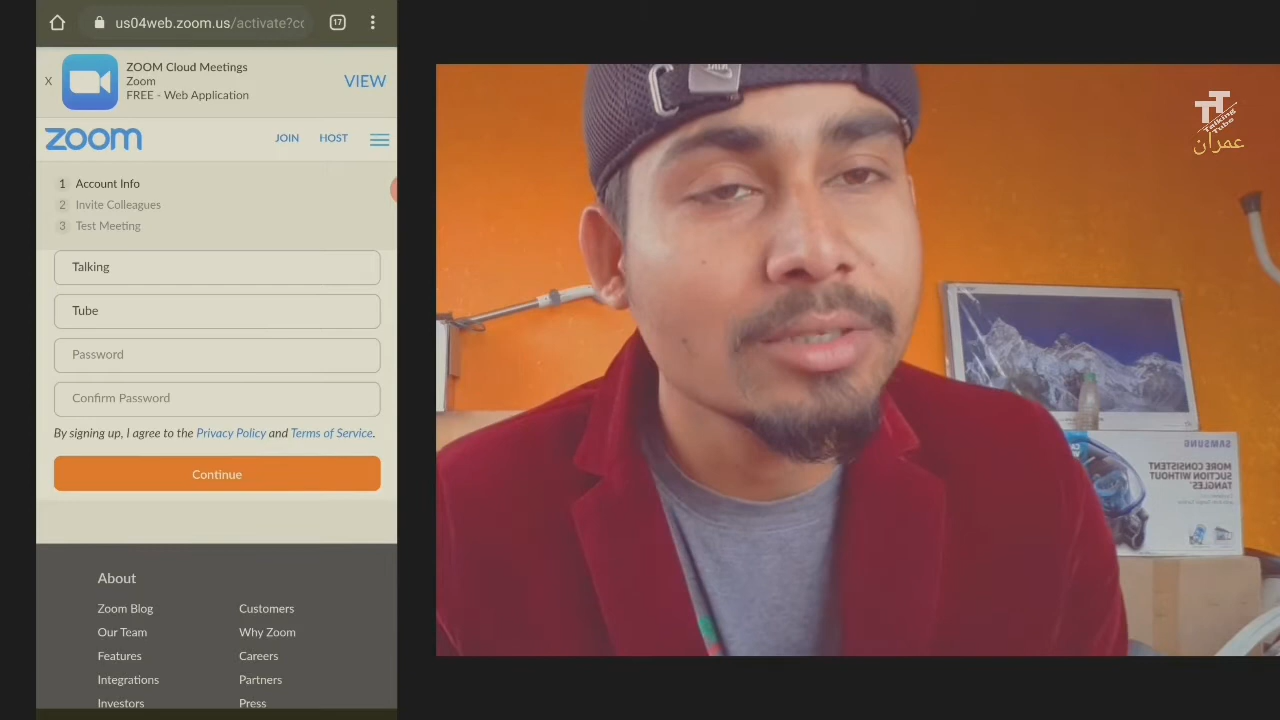 us04web.zoom.us/activate?cc
17
X
ZOOM Cloud Meetings
Zoom
FREE - Web Application
VIEW
zoom
JOIN
HOST
1 Account Info
2 Invite Colleagues
3 Test Meeting
Talking
Tube
Password
Confirm Password
By signing up, I agree to the Privacy Policy and Terms of Service.
Continue
About
Zoom Blog
Customers
Our Team
Why Zoom
Features
Careers
Integrations
Partners
Investors
Press
TT
Talking
Tube
عمران
SAMSUNG
MORE CONSISTENT
SUCTION WITHOUT
TANGLES